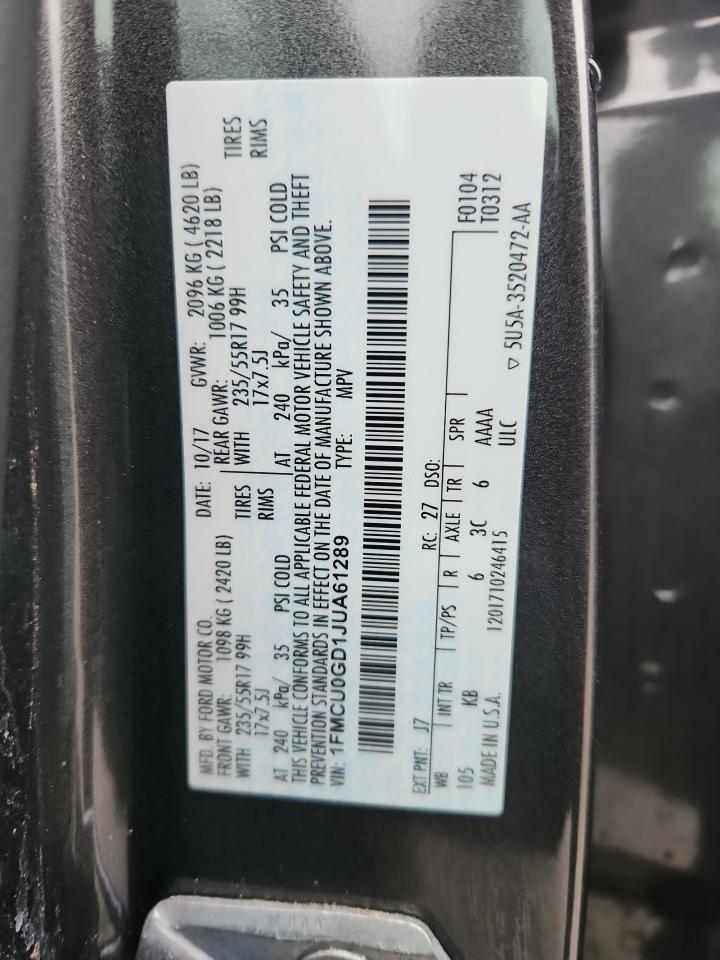 MFD. BY FORD MOTOR CO. DATE: 10/17 GVWR: 2096 KG ( 4620 LB)
FRONT GAWR: 1098 KG ( 2420 LB) REAR GAWR: 1006 KG ( 2218 LB)
WITH 235/55R17 99H TIRES WITH 235/55R17 99H TIRES
17x7.5J RIMS 17x7.5J RIMS
AT 240 kPa/ 35 PSI COLD AT 240 kPa/ 35 PSI COLD
THIS VEHICLE CONFORMS TO ALL APPLICABLE FEDERAL MOTOR VEHICLE SAFETY AND THEFT
PREVENTION STANDARDS IN EFFECT ON THE DATE OF MANUFACTURE SHOWN ABOVE.
VIN: 1FMCU0GD1JUA61289 TYPE: MPV
EXT PNT: J7 RC: 27 DSO: F0104
WB INT TR TP/PS R AXLE TR SPR T0312
105 KB 6 3C 6 AAAA
MADE IN U.S.A. 1201710246415 ULC
▽ 5U5A-3520472-AA